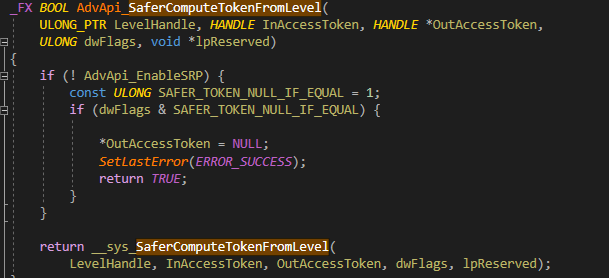 _FX BOOL AdvApi_SaferComputeTokenFromLevel(
    ULONG_PTR LevelHandle, HANDLE InAccessToken, HANDLE *OutAccessToken,
    ULONG dwFlags, void *lpReserved)
{
    if (! AdvApi_EnableSRP) {
        const ULONG SAFER_TOKEN_NULL_IF_EQUAL = 1;
        if (dwFlags & SAFER_TOKEN_NULL_IF_EQUAL) {
            *OutAccessToken = NULL;
            SetLastError(ERROR_SUCCESS);
            return TRUE;
        }
    }
    return __sys_SaferComputeTokenFromLevel(
        LevelHandle, InAccessToken, OutAccessToken, dwFlags, lpReserved);